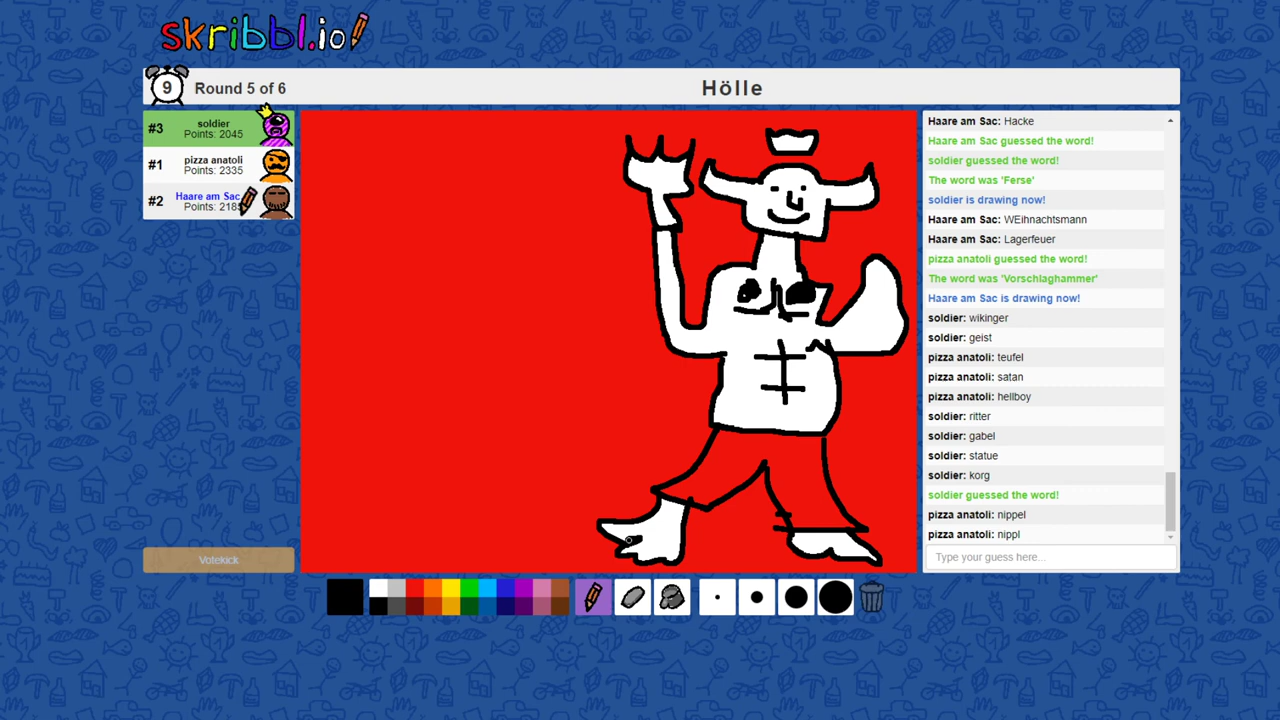 skribbl.io
9
Round 5 of 6
Hölle
#3
soldier
Points: 2045
#1
pizza anatoli
Points: 2335
#2
Haare am Sac
Points:
Haare am Sac: Hacke
Haare am Sac guessed the word!
soldier guessed the word!
The word was 'Ferse'
soldier is drawing now!
Haare am Sac: WEihnachtsmann
Haare am Sac: Lagerfeuer
pizza anatoli guessed the word!
The word was 'Vorschlaghammer'
Haare am Sac is drawing now!
soldier: wikinger
soldier: geist
pizza anatoli: teufel
pizza anatoli: satan
pizza anatoli: hellboy
soldier: ritter
soldier: gabel
soldier: statue
soldier: korg
soldier guessed the word!
pizza anatoli: nippel
pizza anatoli: nippl
Votekick
Type your guess here...